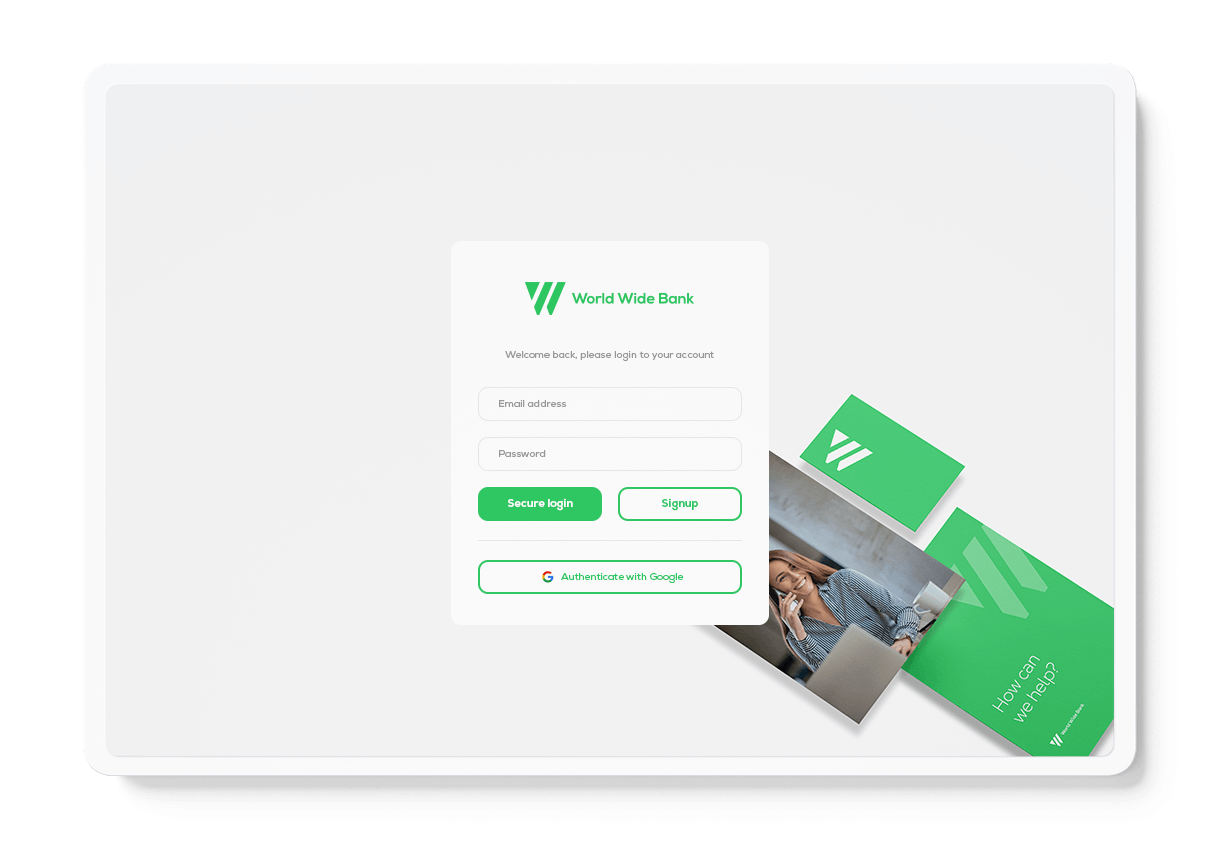 World Wide Bank
Welcome back, please login to your account
Email address
Password
Secure login
Signup
Authenticate with Google
How can
we help?
World Wide Bank